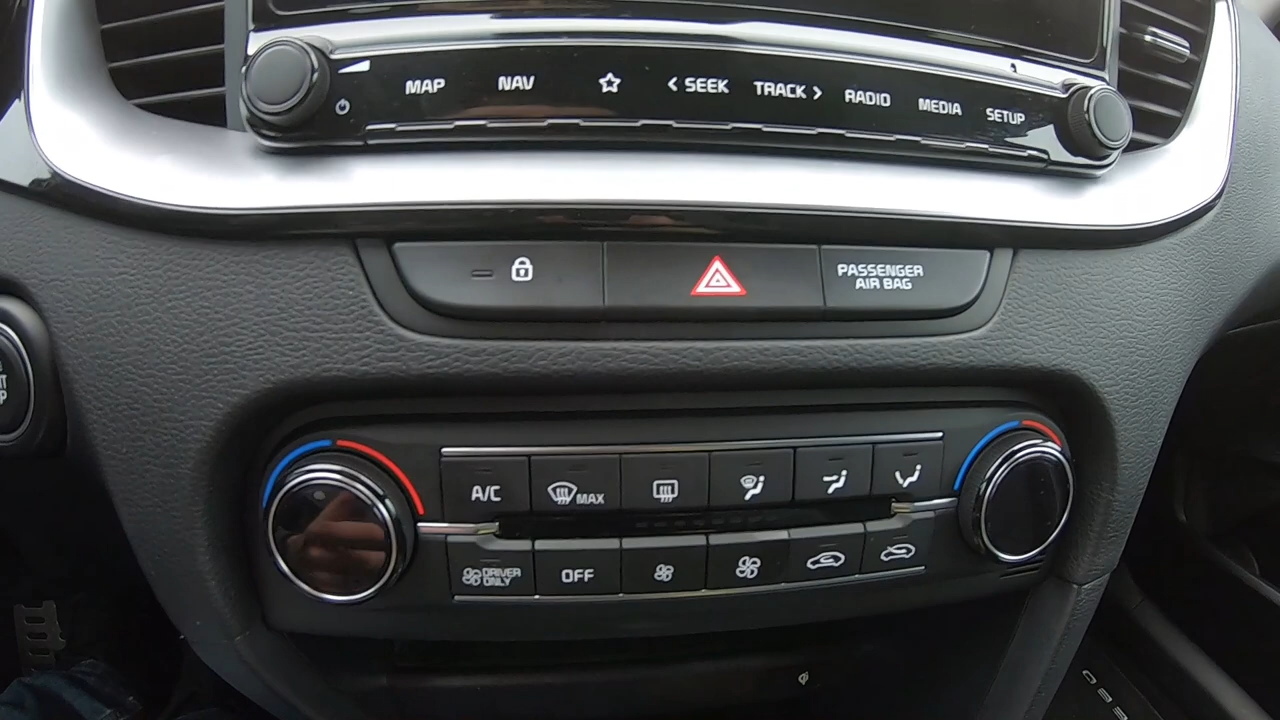 MAP NAV < SEEK TRACK > RADIO MEDIA SETUP
PASSENGER
AIR BAG
A/C MAX
DRIVER
ONLY
OFF